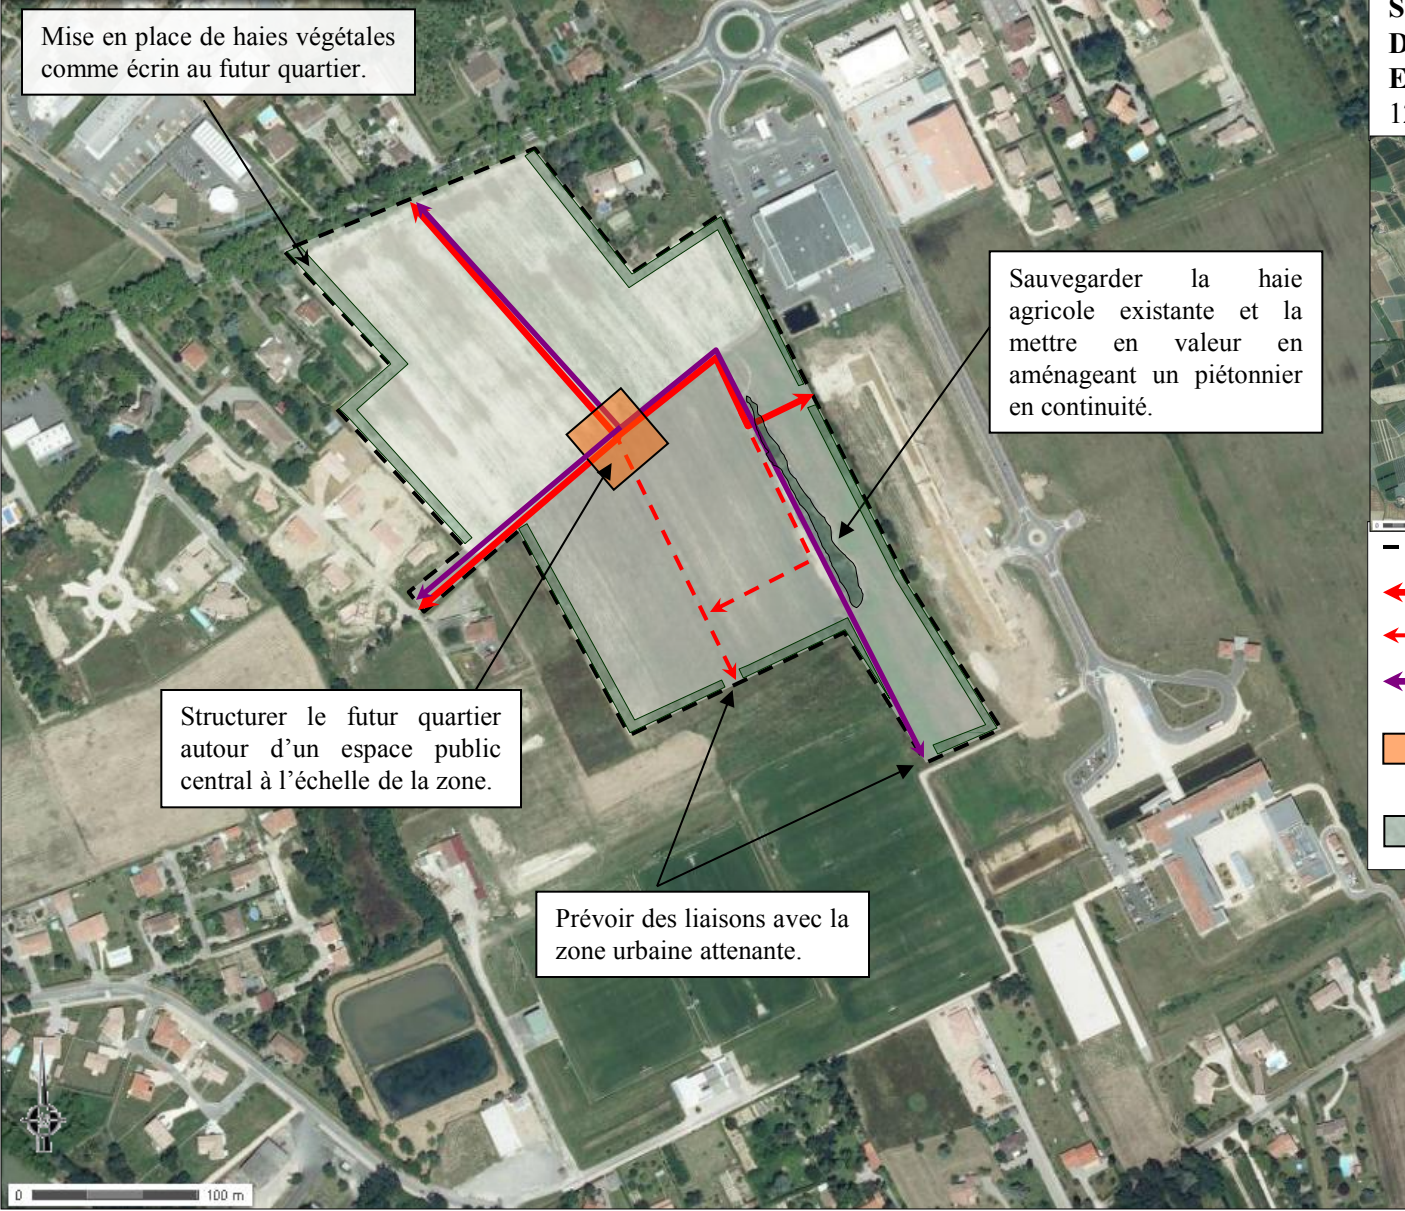 Mise en place de haies végétales
comme écrin au futur quartier.
S
D
E
Sauvegarder la haie
agricole existante et la
mettre en valeur en
aménageant un piétonnier
en continuité.
Structurer le futur quartier
autour d'un espace public
central à l'échelle de la zone.
Prévoir des liaisons avec la
zone urbaine attenante.
0 100 m
0